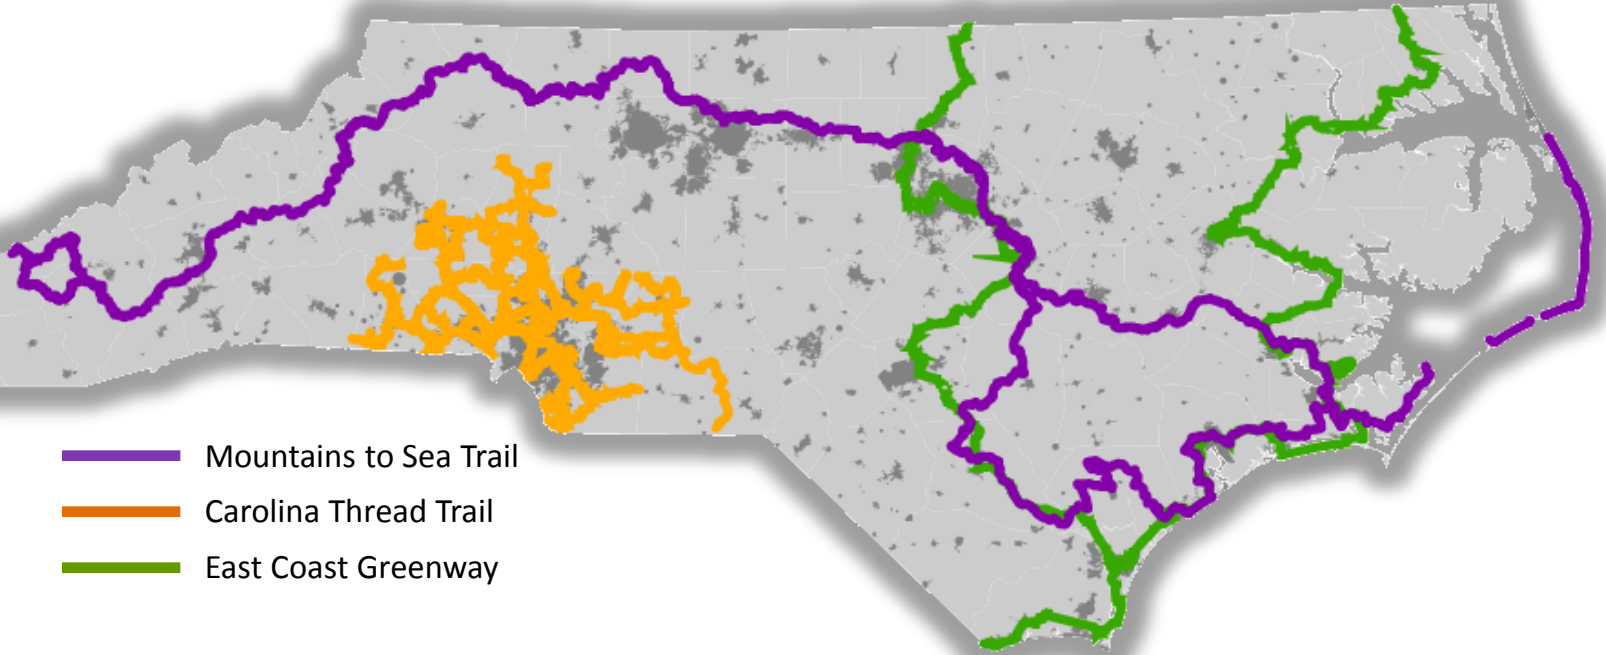 Mountains to Sea Trail
Carolina Thread Trail
East Coast Greenway